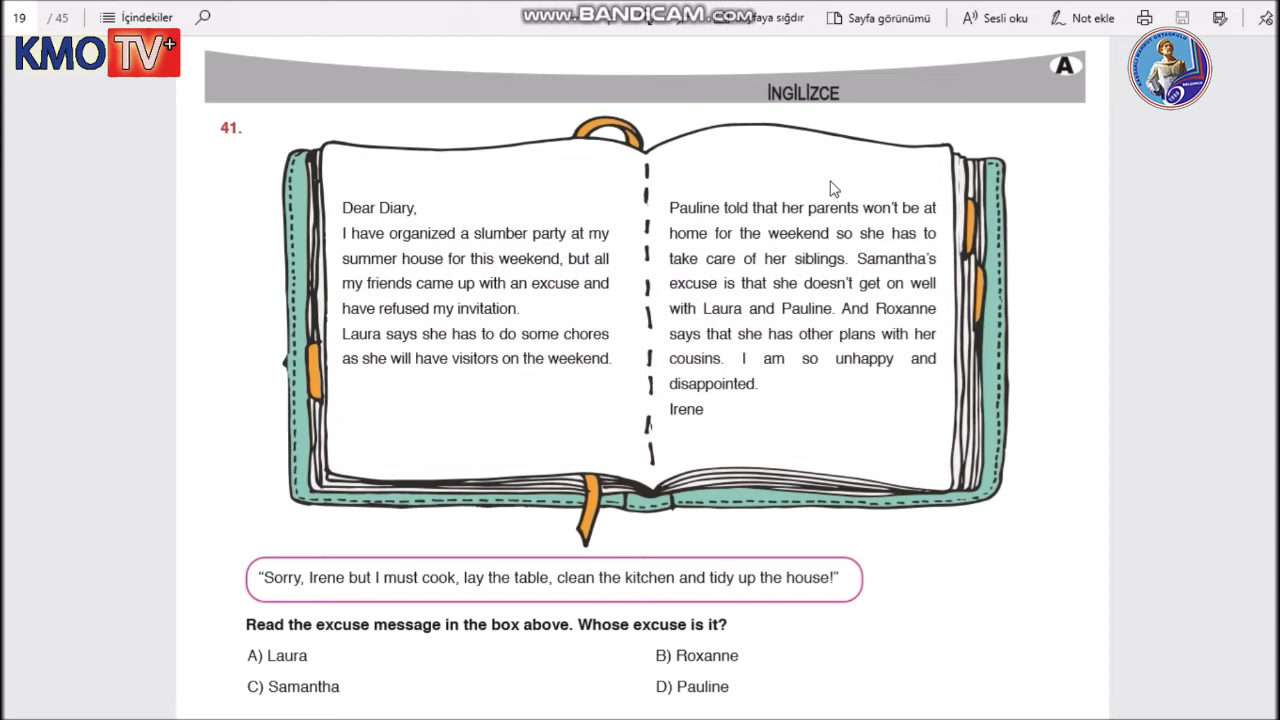 19 / 45 İçindekiler www.BANDICAM.com sığdır Sayfa görünümü Sesli oku Not ekle
KMO TV+
A
İNGİLİZCE
41.
Dear Diary,
I have organized a slumber party at my
summer house for this weekend, but all
my friends came up with an excuse and
have refused my invitation.
Laura says she has to do some chores
as she will have visitors on the weekend.
Pauline told that her parents won't be at
home for the weekend so she has to
take care of her siblings. Samantha's
excuse is that she doesn't get on well
with Laura and Pauline. And Roxanne
says that she has other plans with her
cousins. I am so unhappy and
disappointed.
Irene
"Sorry, Irene but I must cook, lay the table, clean the kitchen and tidy up the house!"
Read the excuse message in the box above. Whose excuse is it?
A) Laura
B) Roxanne
C) Samantha
D) Pauline